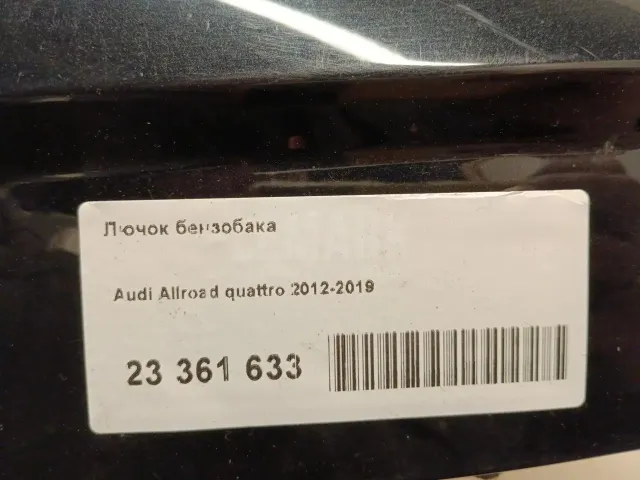 Лючок бензобака
Audi Allroad quattro 2012-2019
23 361 633